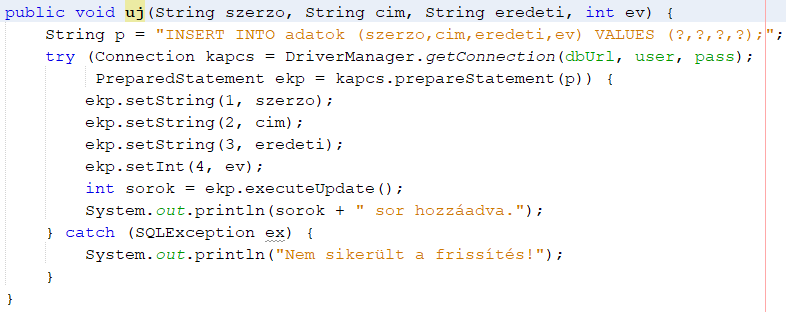 public void uj(String szerzo, String cim, String eredeti, int ev) {
    String p = "INSERT INTO adatok (szerzo,cim,eredeti,ev) VALUES (?,?,?,?);";
    try (Connection kapcs = DriverManager.getConnection(dbUrl, user, pass);
         PreparedStatement ekp = kapcs.prepareStatement(p)) {
        ekp.setString(1, szerzo);
        ekp.setString(2, cim);
        ekp.setString(3, eredeti);
        ekp.setInt(4, ev);
        int sorok = ekp.executeUpdate();
        System.out.println(sorok + " sor hozzáadva.");
    } catch (SQLException ex) {
        System.out.println("Nem sikerült a frissítés!");
    }
}